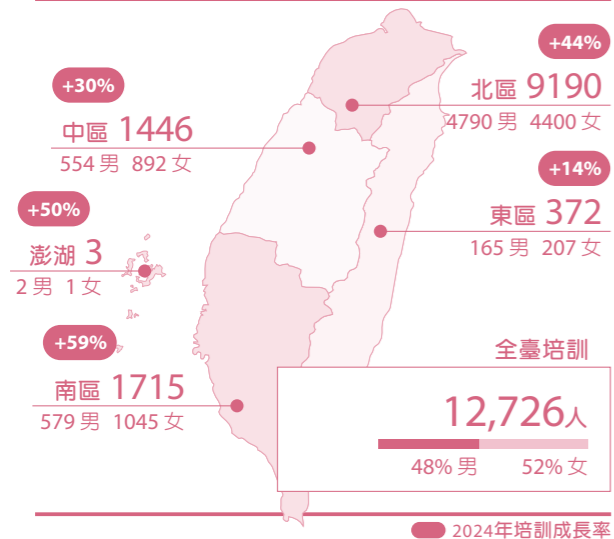 +44%
北區 9190
4790 男 4400 女
+30%
中區 1446
554 男 892 女
+14%
東區 372
165 男 207 女
+50%
澎湖 3
2 男 1 女
+59%
南區 1715
579 男 1045 女
全臺培訓
12,726人
48% 男 52% 女
2024年培訓成長率